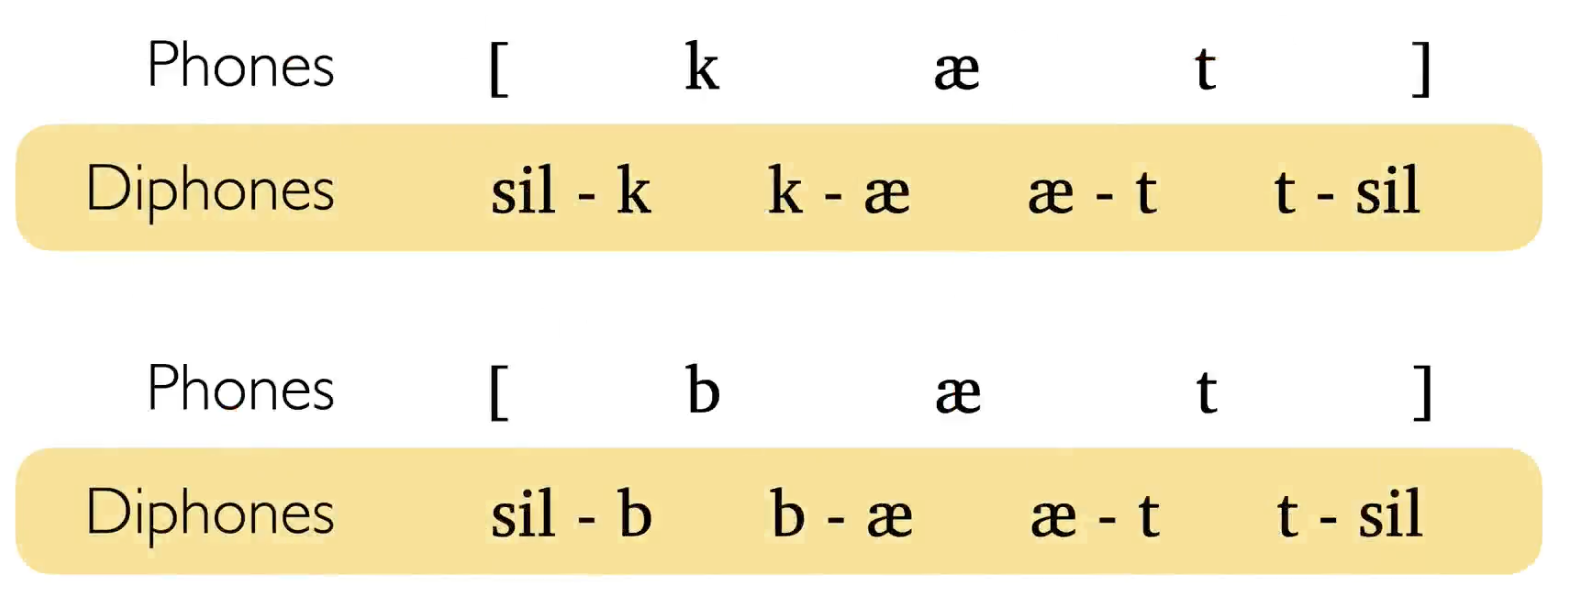 Phones [ k æ t ]
Diphones sil - k k - æ æ - t t - sil
Phones [ b æ t ]
Diphones sil - b b - æ æ - t t - sil